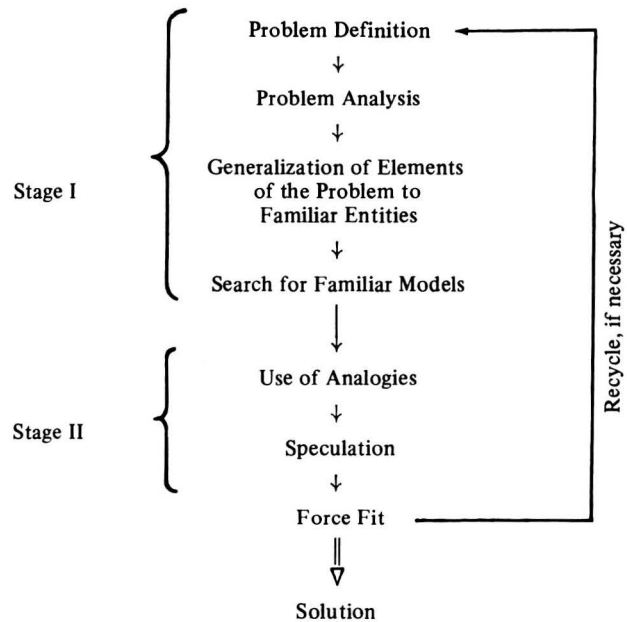 Problem Definition
Problem Analysis
Generalization of Elements
of the Problem to
Familiar Entities
Stage I
Search for Familiar Models
Recycle, if necessary
Use of Analogies
Stage II
Speculation
Force Fit
Solution